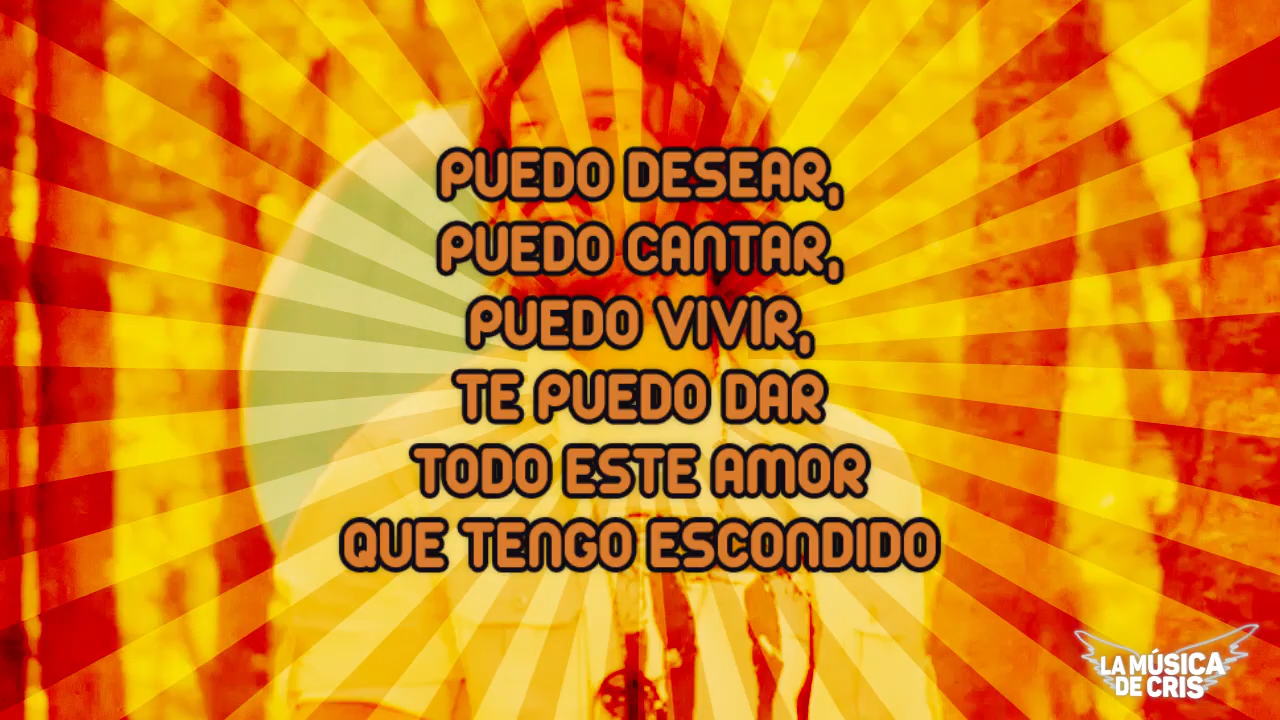 PUEDO DESEAR,
PUEDO CANTAR,
PUEDO VIVIR,
TE PUEDO DAR
TODO ESTE AMOR
QUE TENGO ESCONDIDO
LA MÚSICA
DE CRIS